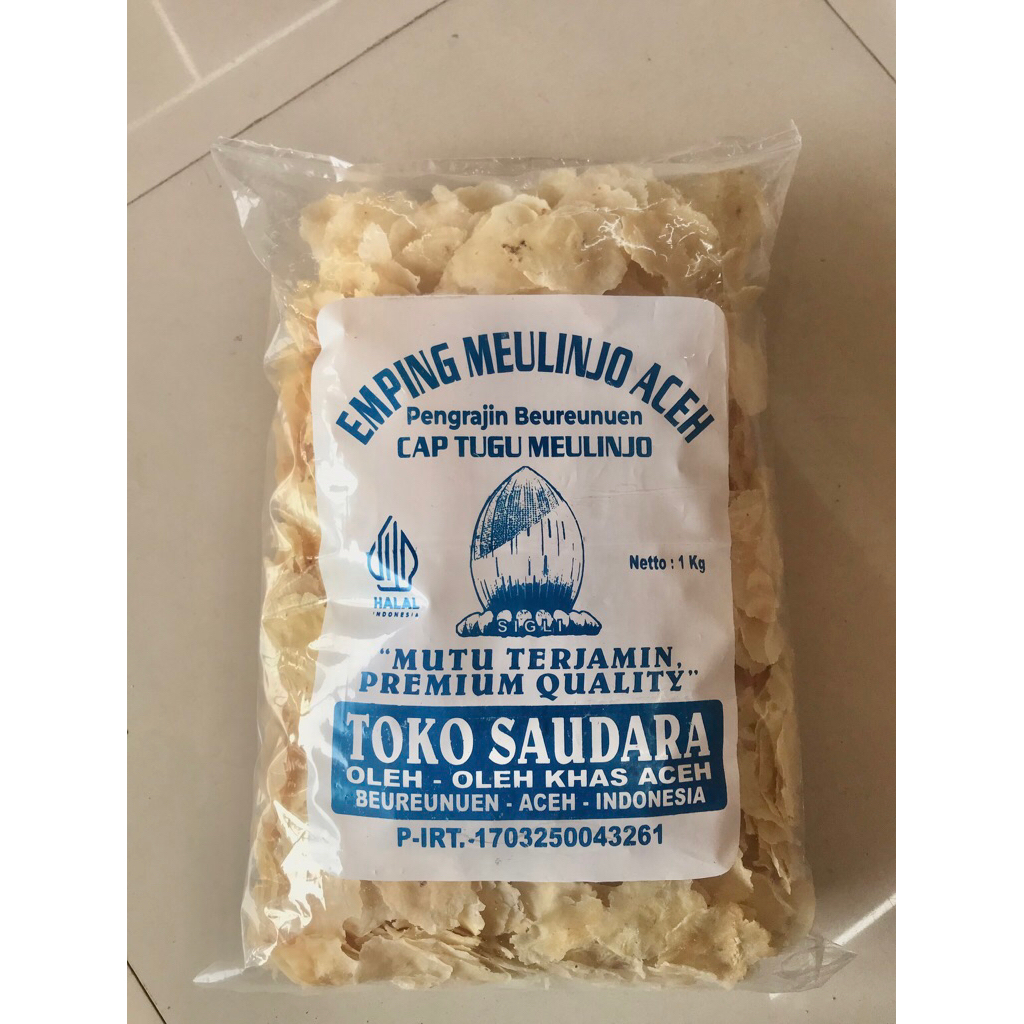 EMPING MEULINJO ACEH
Pengrajin Beureunuen
CAP TUGU MEULINJO
Netto : 1 Kg
HALAL
INDONESIA
SIGLI
"MUTU TERJAMIN,
PREMIUM QUALITY"
TOKO SAUDARA
OLEH - OLEH KHAS ACEH
BEUREUNUEN - ACEH - INDONESIA
P-IRT.-1703250043261